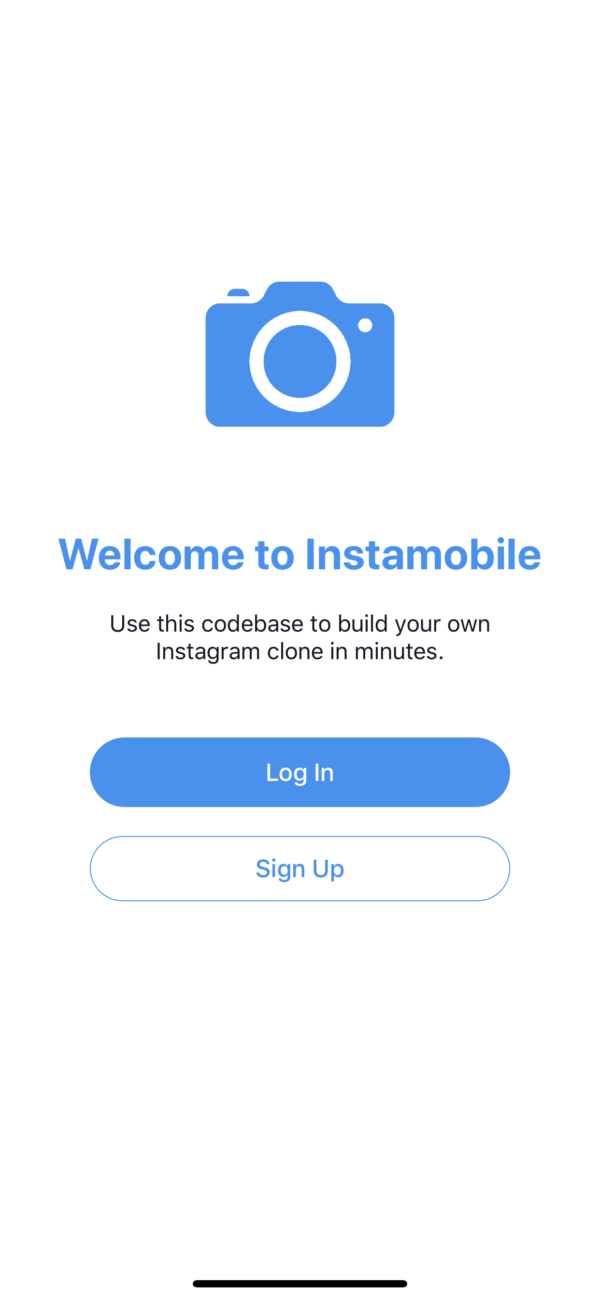 Welcome to Instamobile
Use this codebase to build your own
Instagram clone in minutes.
Log In
Sign Up